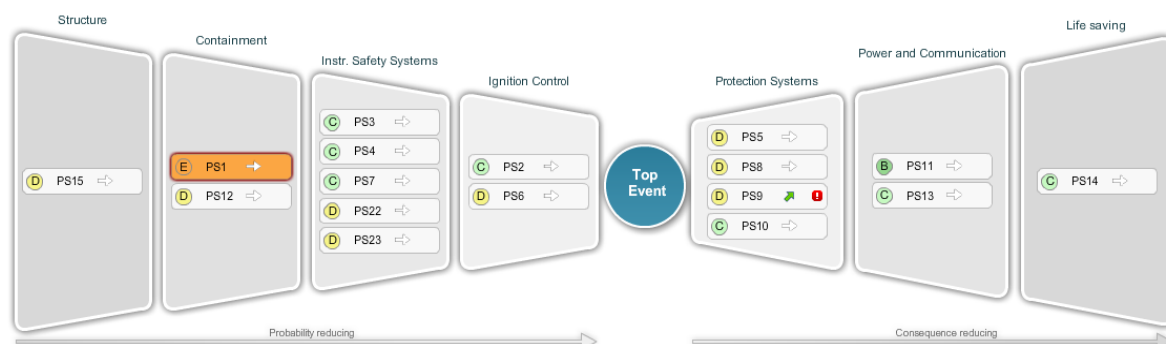 Structure
D PS15
Containment
E PS1
D PS12
Instr. Safety Systems
C PS3
C PS4
C PS7
D PS22
D PS23
Ignition Control
C PS2
D PS6
Top
Event
Protection Systems
D PS5
D PS8
D PS9 !
C PS10
Power and Communication
B PS11
C PS13
Life saving
C PS14
Probability reducing
Consequence reducing